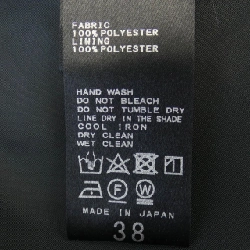 FABRIC
100% POLYESTER
LINING
100% POLYESTER
HAND WASH
DO NOT BLEACH
DO NOT TUMBLE DRY
LINE DRY IN THE SHADE
COOL IRON
DRY CLEAN
WET CLEAN
F W
MADE IN JAPAN
38